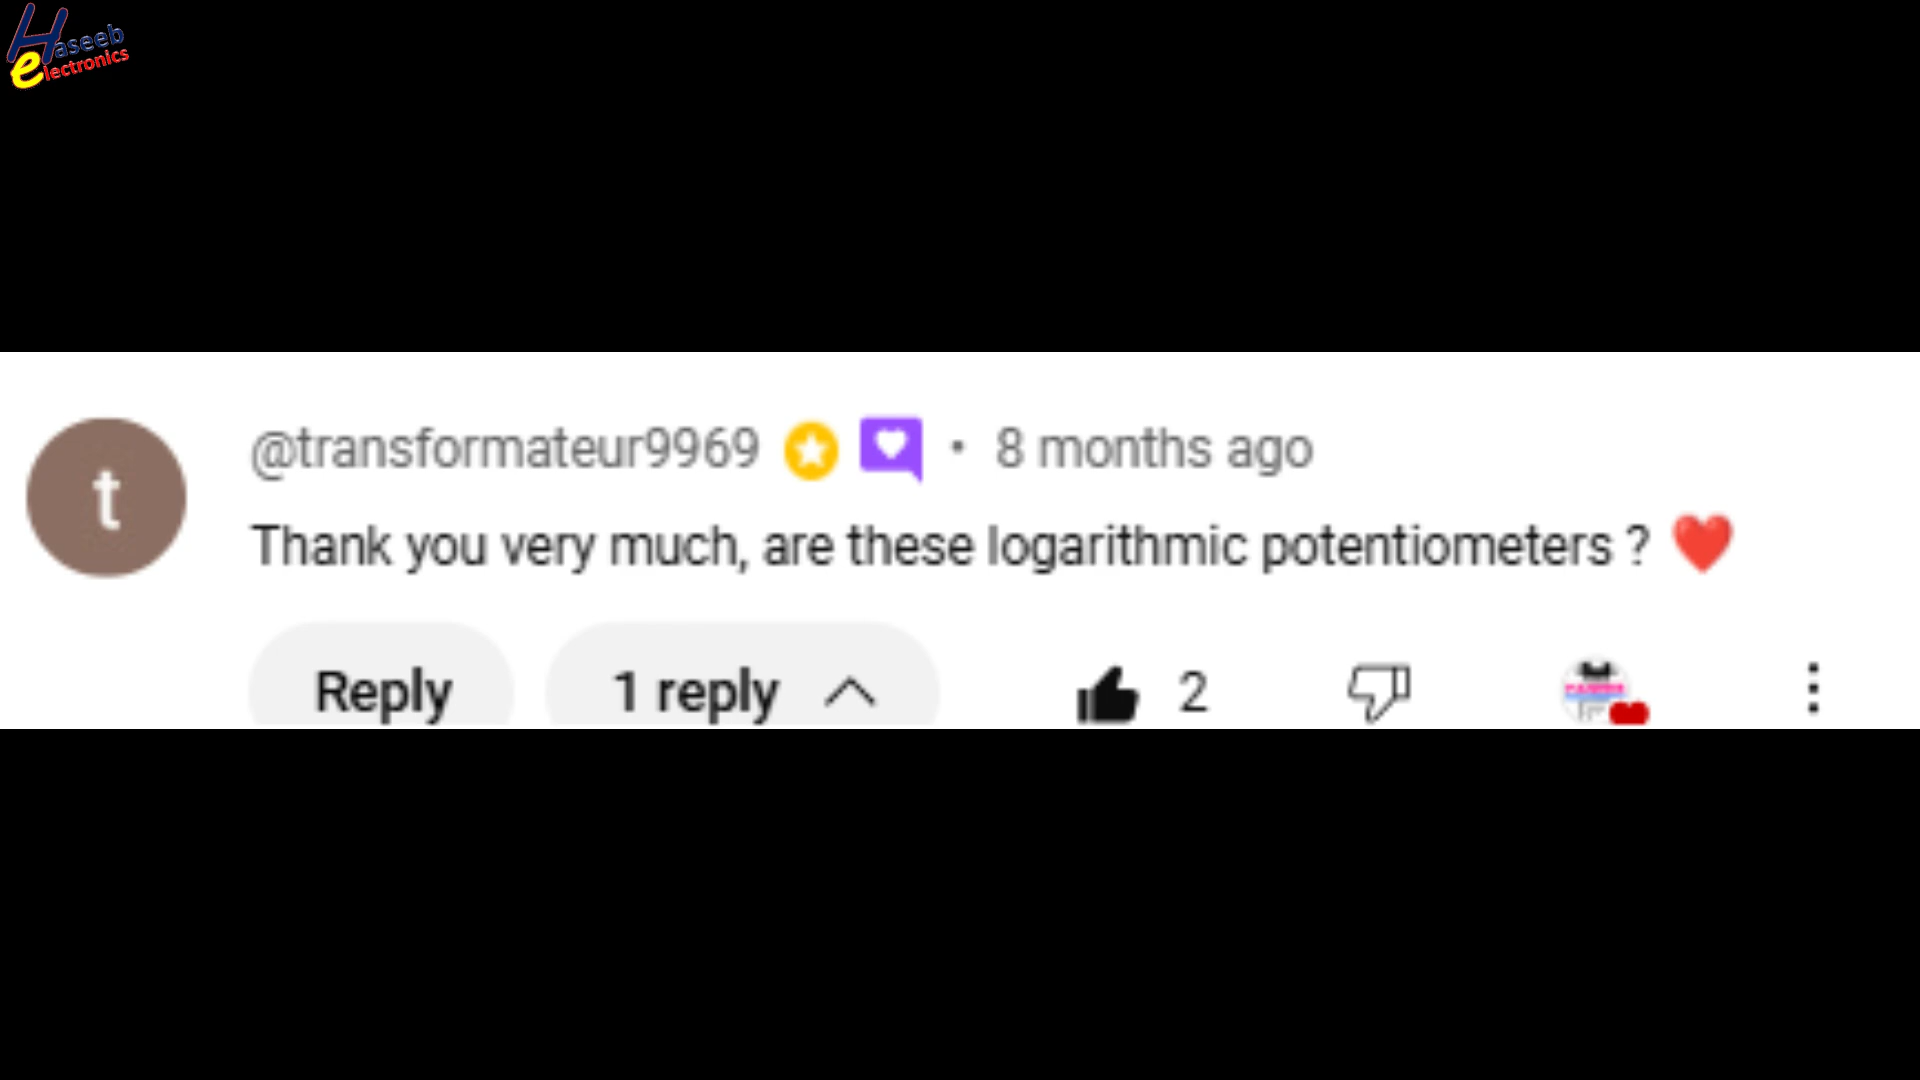 Haseeb
electronics
@transformateur9969 • 8 months ago
t
Thank you very much, are these logarithmic potentiometers ? ❤️
Reply 1 reply 2